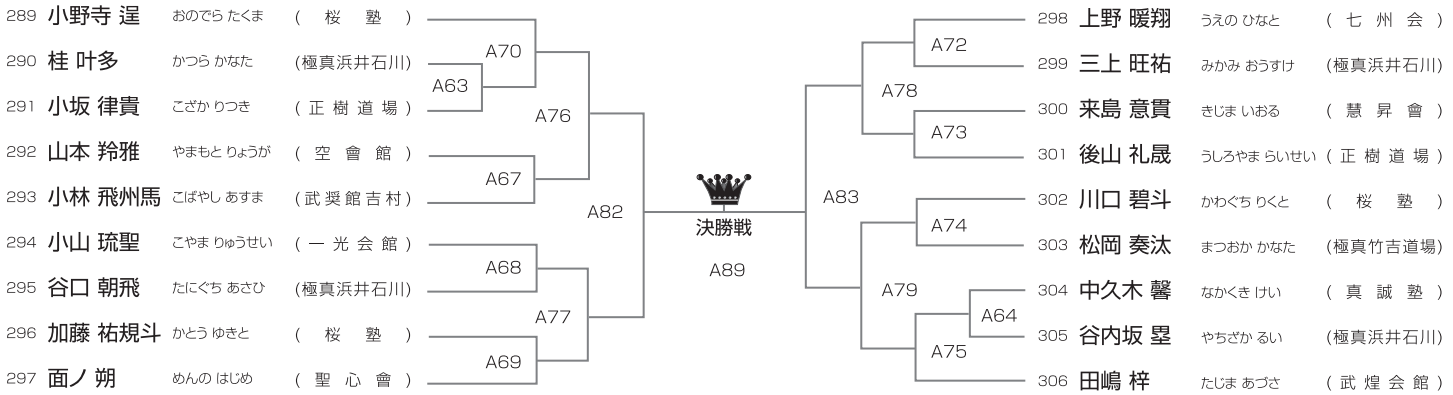 289 小野寺 逞 おのでら たくま ( 桜 塾 )
290 桂 叶多 かつら かなた (極真浜井石川)
291 小坂 律貴 こざか りつき ( 正 樹 道 場 )
292 山本 羚雅 やまもと りょうが ( 空 會 館 )
293 小林 飛州馬 こばやし あすま ( 武 奨 館 吉 村 )
294 小山 琉聖 こやま りゅうせい ( 一 光 会 館 )
295 谷口 朝飛 たにぐち あさひ (極真浜井石川)
296 加藤 祐規斗 かとう ゆきと ( 桜 塾 )
297 面ノ 朔 めんの はじめ ( 聖 心 會 )
A70
A63
A76
A67
A82
A68
A77
A69
決勝戦
A89
A72
A78
A73
A83
A74
A79
A64
A75
298 上野 暖翔 うえの ひなと ( 七 州 会 )
299 三上 旺祐 みかみ おうすけ (極真浜井石川)
300 来島 意貫 きじま いおる ( 慧 昇 會 )
301 後山 礼晟 うしろやま らいせい ( 正 樹 道 場 )
302 川口 碧斗 かわぐち りくと ( 桜 塾 )
303 松岡 奏汰 まつおか かなた (極真竹吉道場)
304 中久木 馨 なかくき けい ( 真 誠 塾 )
305 谷内坂 塁 やちざか るい (極真浜井石川)
306 田嶋 梓 たじま あづさ ( 武 煌 会 館 )